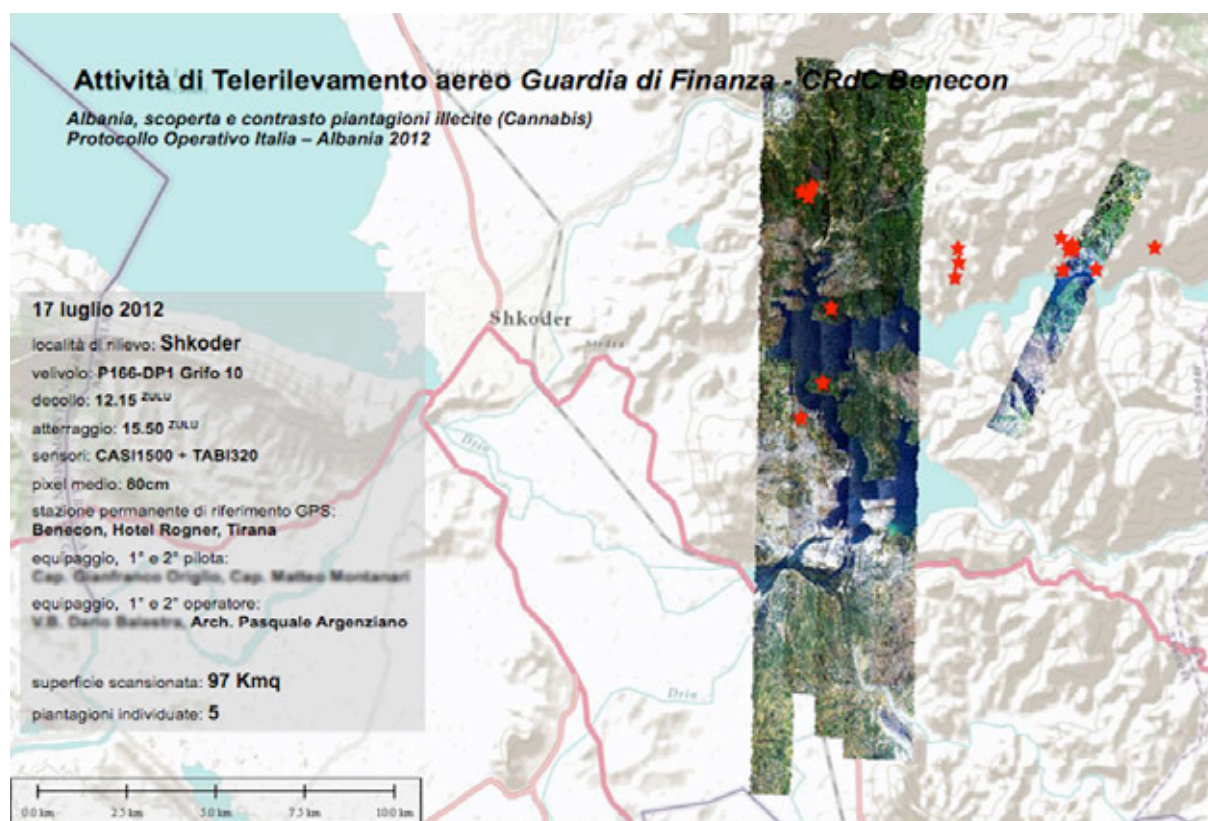 Attività di Telerilevamento aereo Guardia di Finanza - CRdC Benecon
Albania, scoperta e contrasto piantagioni illecite (Cannabis)
Protocollo Operativo Italia – Albania 2012
17 luglio 2012
località di rilievo: Shkoder
velivolo: P166-DP1 Grifo 10
decollo: 12.15 ZULU
atterraggio: 15.50 ZULU
sensori: CASI1500 + TABI320
pixel medio: 80cm
stazione permanente di riferimento GPS:
Benecon, Hotel Rogner, Tirana
equipaggio, 1° e 2° pilota:
equipaggio, 1° e 2° operatore:
Arch. Pasquale Argenziano
superficie scansionata: 97 Kmq
piantagioni individuate: 5
Shkoder
Drin
Drin
0.0 km 2.5 km 5.0 km 7.5 km 10.0 km